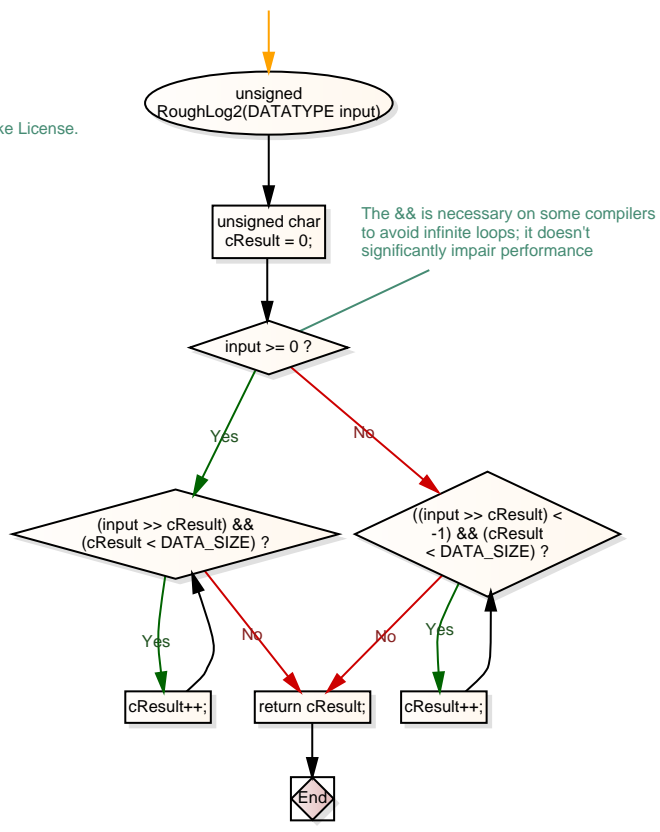 unsigned
RoughLog2(DATATYPE input)
ke License.
unsigned char
cResult = 0;
The && is necessary on some compilers
to avoid infinite loops; it doesn't
significantly impair performance
input >= 0 ?
Yes
No
(input >> cResult) &&
(cResult < DATA_SIZE) ?
((input >> cResult) <
-1) && (cResult
< DATA_SIZE) ?
Yes
No
No
Yes
cResult++;
return cResult;
cResult++;
End